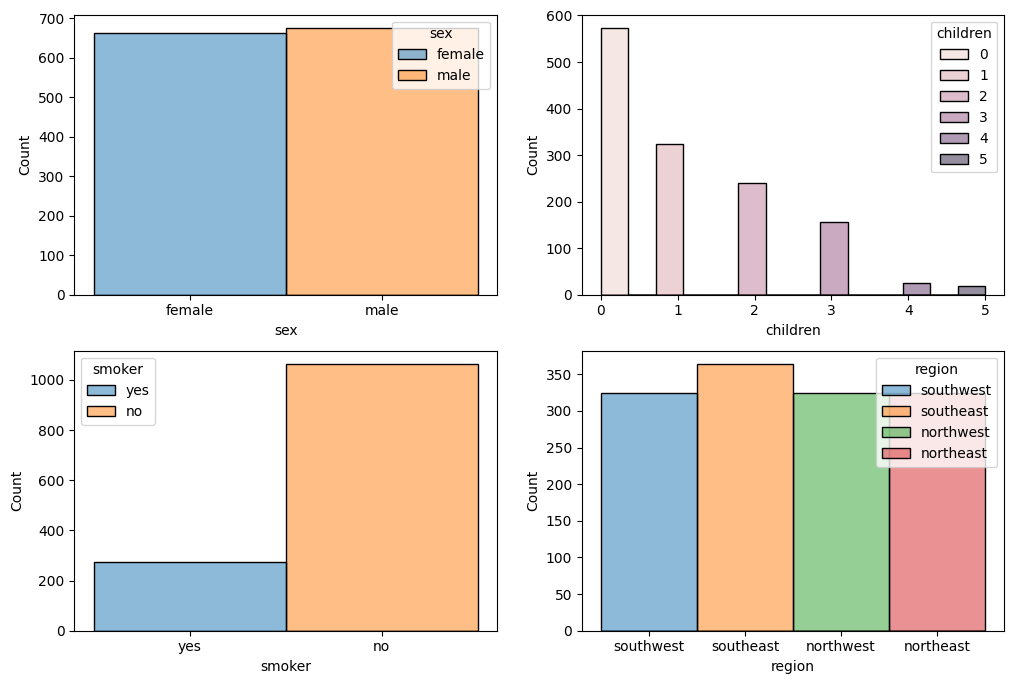 700
600
500
400
300
200
100
0
Count
female
male
sex
sex
female
male
600
500
400
300
200
100
0
Count
0 1 2 3 4 5
children
children
0
1
2
3
4
5
1000
800
600
400
200
0
Count
yes
no
smoker
smoker
yes
no
350
300
250
200
150
100
50
0
Count
southwest southeast northwest northeast
region
region
southwest
southeast
northwest
northeast